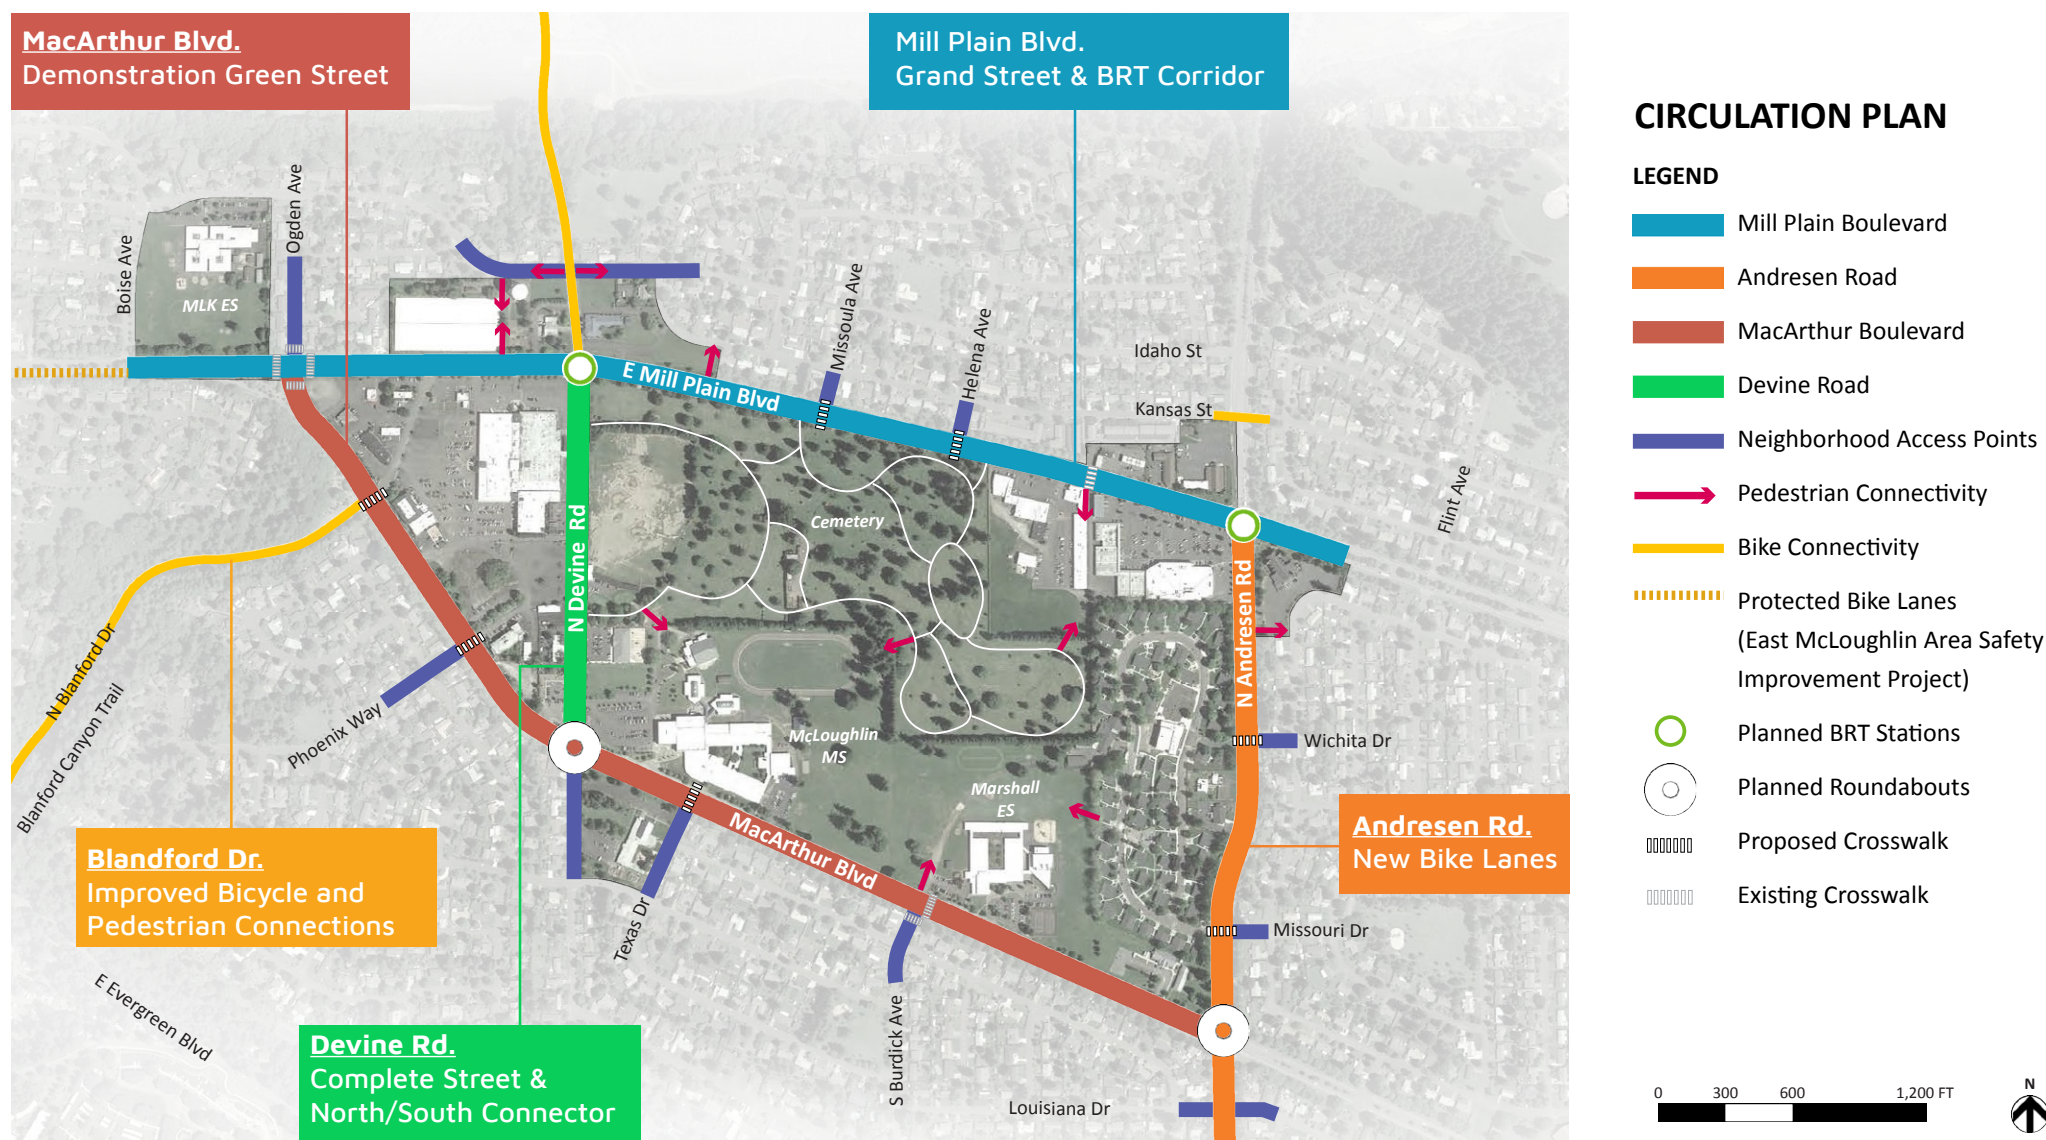 MacArthur Blvd.
Demonstration Green Street
Mill Plain Blvd.
Grand Street & BRT Corridor
Boise Ave
Ogden Ave
MLK ES
Missoula Ave
Helena Ave
Idaho St
Kansas St
Flint Ave
E Mill Plain Blvd
Cemetery
N Devine Rd
N Andresen Rd
N Blanford Dr
Blanford Canyon Trail
Phoenix Way
McLoughlin
MS
Wichita Dr
Marshall
ES
MacArthur Blvd
Andresen Rd.
New Bike Lanes
Blandford Dr.
Improved Bicycle and
Pedestrian Connections
Texas Dr
Missouri Dr
E Evergreen Blvd
S Burdick Ave
Devine Rd.
Complete Street &
North/South Connector
Louisiana Dr
CIRCULATION PLAN
LEGEND
Mill Plain Boulevard
Andresen Road
MacArthur Boulevard
Devine Road
Neighborhood Access Points
Pedestrian Connectivity
Bike Connectivity
Protected Bike Lanes
(East McLoughlin Area Safety
Improvement Project)
Planned BRT Stations
Planned Roundabouts
Proposed Crosswalk
Existing Crosswalk
0 300 600 1,200 FT
N